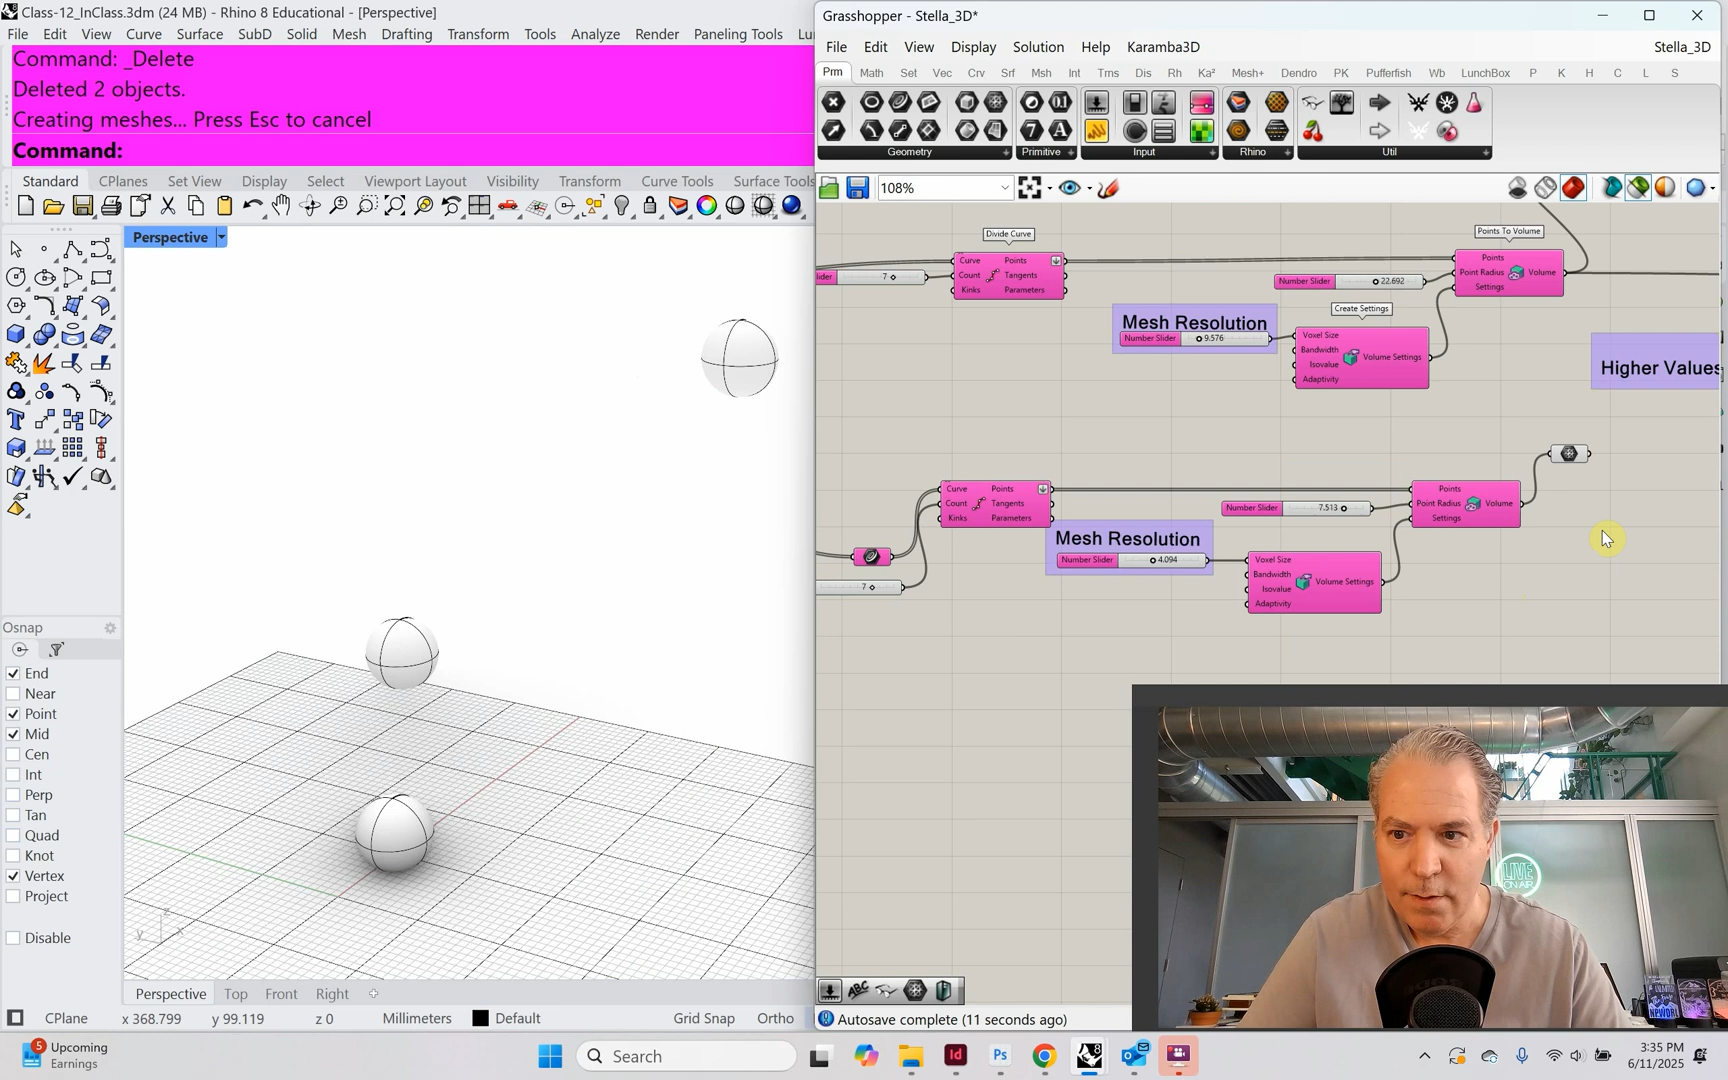 Class-12_InClass.3dm (24 MB) - Rhino 8 Educational - [Perspective]
File Edit View Curve Surface SubD Solid Mesh Drafting Transform Tools Analyze Render Paneling Tools
Command: _Delete
Deleted 2 objects.
Creating meshes... Press Esc to cancel
Command:
Standard CPlanes Set View Display Select Viewport Layout Visibility Transform Curve Tools Surface Tools
Perspective
Osnap
End
Near
Point
Mid
Cen
Int
Perp
Tan
Quad
Knot
Vertex
Project
Disable
z
y
x
Perspective Top Front Right
CPlane x 368.799 y 99.119 z 0 Millimeters Default Grid Snap Ortho
Grasshopper - Stella_3D*
File Edit View Display Solution Help Karamba3D Stella_3D
Prm Math Set Vec Crv Srf Msh Int Trns Dis Rh Ka² Mesh+ Dendro PK Pufferfish Wb LunchBox P K H C L S
Geometry Primitive Input Rhino Util
108%
Divide Curve
Curve Points
Count Tangents
Kinks Parameters
lider 7
Points To Volume
Points
Point Radius Volume
Settings
Number Slider 22.692
Create Settings
Mesh Resolution
Number Slider 9.576
Voxel Size
Bandwidth Volume Settings
Isovalue
Adaptivity
Higher Values
Curve Points
Count Tangents
Kinks Parameters
7
Mesh Resolution
Number Slider 4.094
Number Slider 7.513
Points
Point Radius Volume
Settings
Voxel Size
Bandwidth
Isovalue Volume Settings
Adaptivity
Autosave complete (11 seconds ago)
LIVE
ON AIR
5
Upcoming
Earnings
Search
3:35 PM
6/11/2025